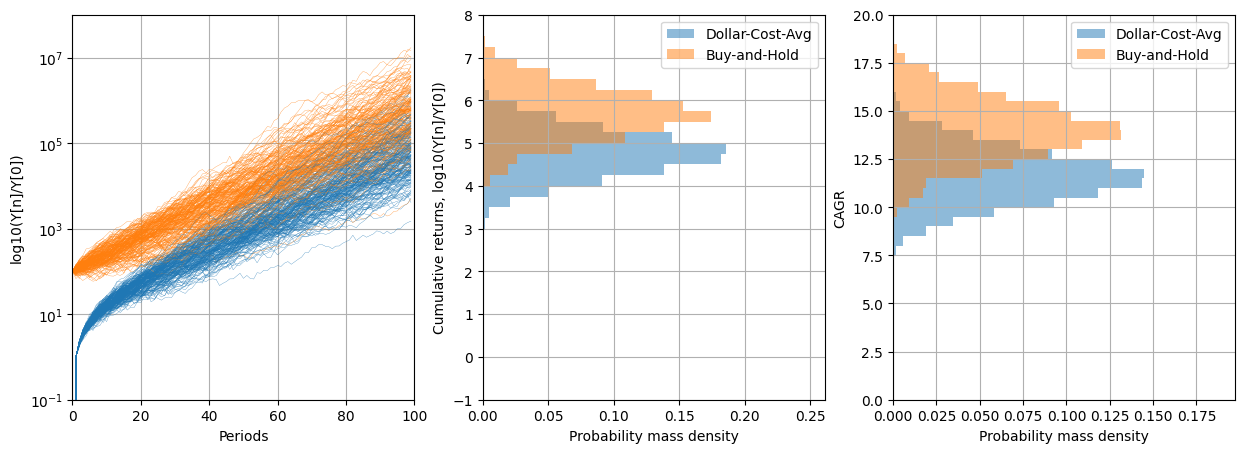 10^7
10^5
10^3
10^1
10^-1
log10(Y[n]/Y[0])
0 20 40 60 80 100
Periods
8
7
6
5
4
3
2
1
0
−1
Cumulative returns, log10(Y[n]/Y[0])
0.00 0.05 0.10 0.15 0.20 0.25
Probability mass density
Dollar-Cost-Avg
Buy-and-Hold
20.0
17.5
15.0
12.5
10.0
7.5
5.0
2.5
0.0
CAGR
0.000 0.025 0.050 0.075 0.100 0.125 0.150 0.175
Probability mass density
Dollar-Cost-Avg
Buy-and-Hold